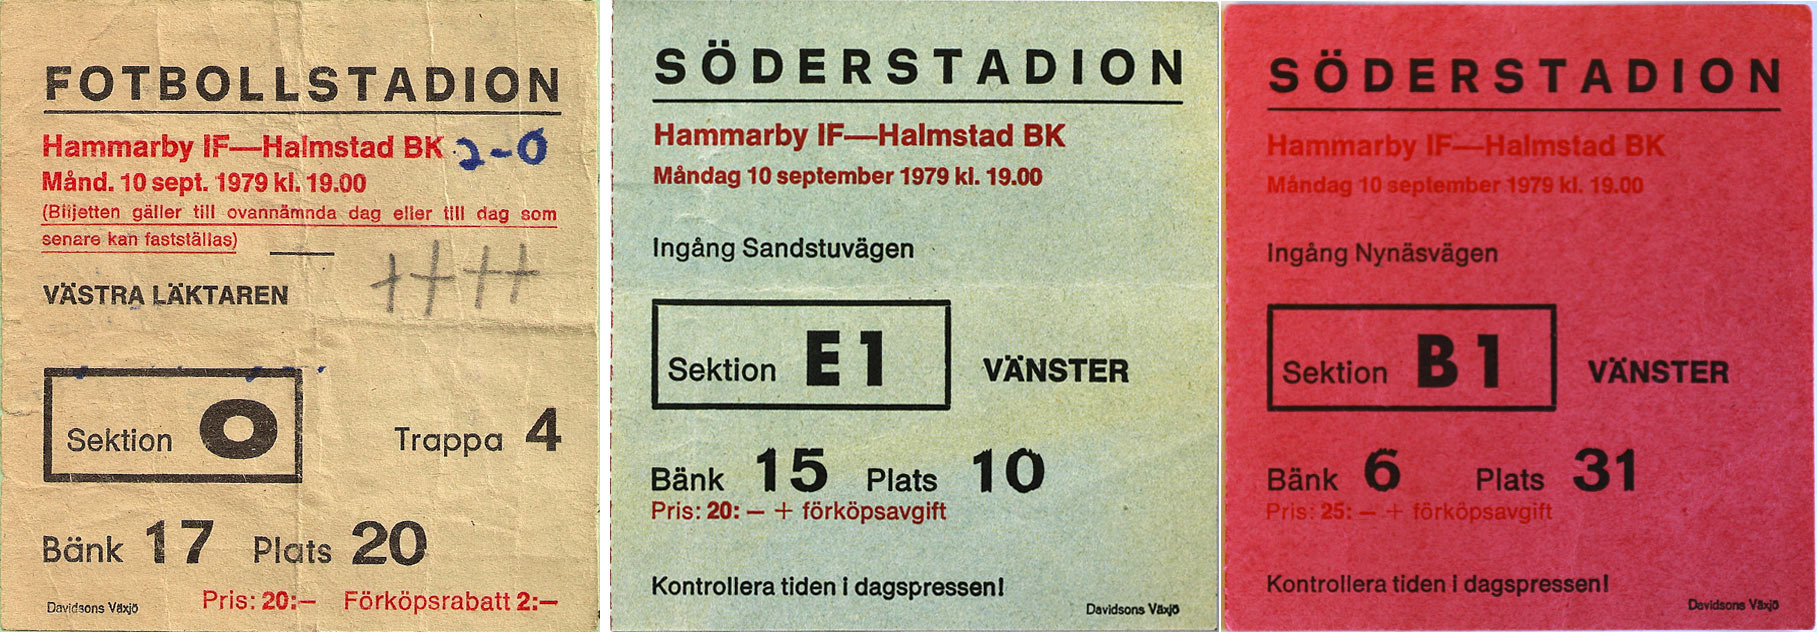 FOTBOLLSTADION
Hammarby IF—Halmstad BK 2-0
Månd. 10 sept. 1979 kl. 19.00
(Biljetten gäller till ovannämnda dag eller till dag som
senare kan fastställas)
VÄSTRA LÄKTAREN
Sektion O Trappa 4
Bänk 17 Plats 20
Davidsons Växjö Pris: 20:— Förköpsrabatt 2:—
SÖDERSTADION
Hammarby IF—Halmstad BK
Måndag 10 september 1979 kl. 19.00
Ingång Sandstuvägen
Sektion E1 VÄNSTER
Bänk 15 Plats 10
Pris: 20: — + förköpsavgift
Kontrollera tiden i dagspressen!
Davidsons Växjö
SÖDERSTADION
Hammarby IF—Halmstad BK
Måndag 10 september 1979 kl. 19.00
Ingång Nynäsvägen
Sektion B1 VÄNSTER
Bänk 6 Plats 31
Pris: 25: — + förköpsavgift
Kontrollera tiden i dagspressen!
Davidsons Växjö